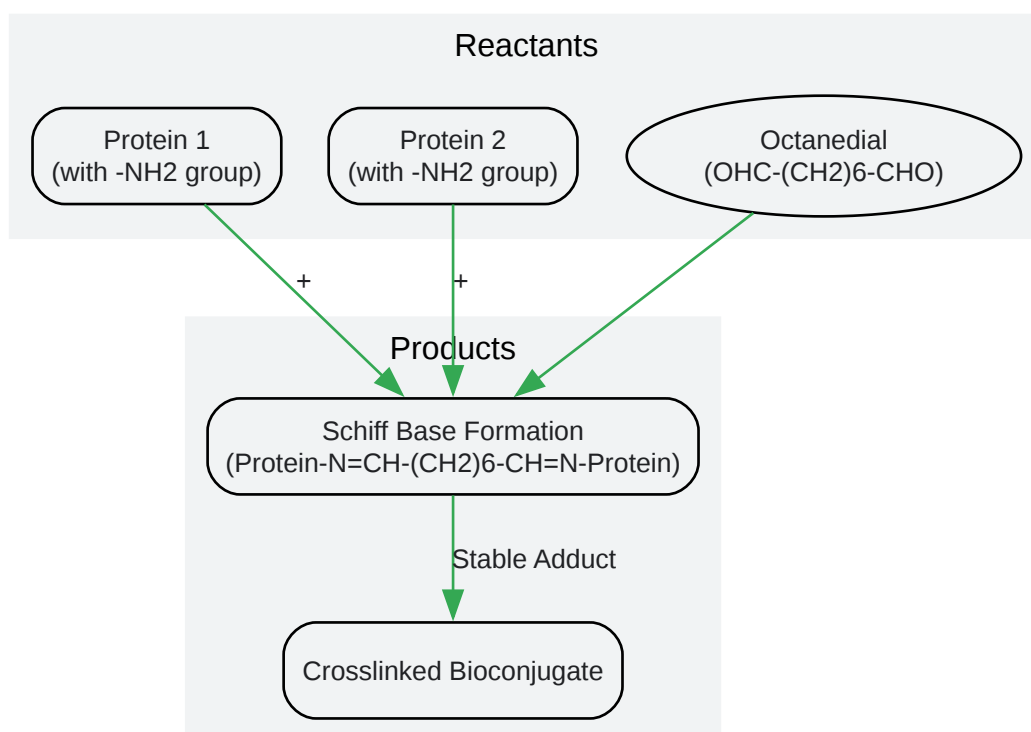 Reactants
Protein 1
(with -NH2 group)
Protein 2
(with -NH2 group)
Octanedial
(OHC-(CH2)6-CHO)
+
+
Products
Schiff Base Formation
(Protein-N=CH-(CH2)6-CH=N-Protein)
Stable Adduct
Crosslinked Bioconjugate